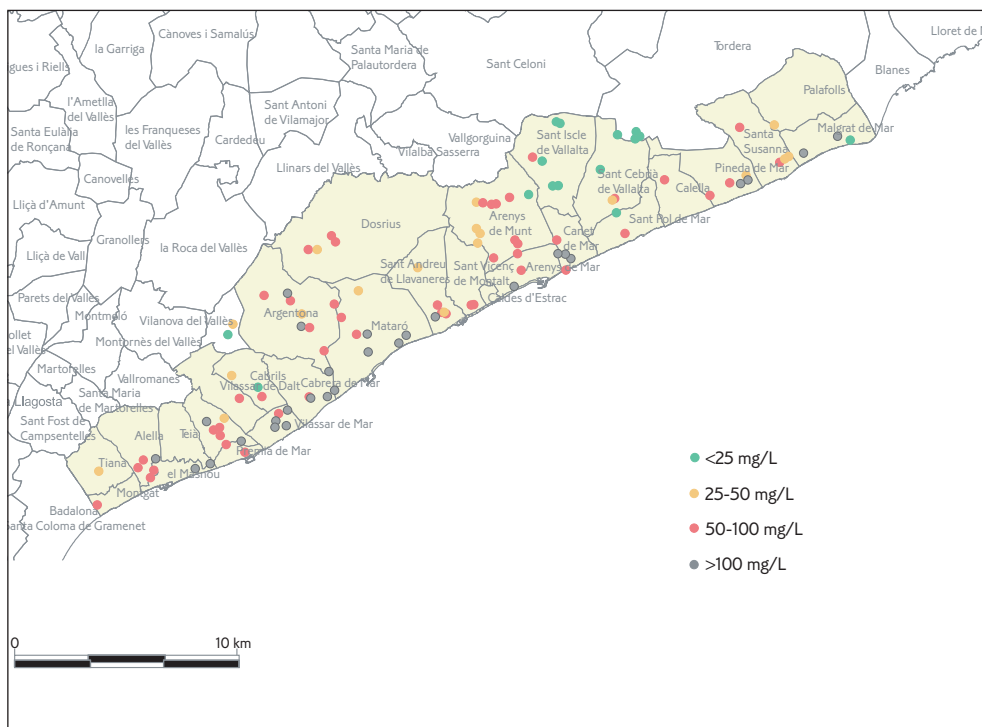 Cànoves i Samalús
la Garriga
Lloret de
Santa Maria de
Palautordera
Tordera
Sant Celoni
gues i Riells
Blanes
Palafolls
l'Ametlla
del Vallès
Sant Antoni
de Vilamajor
Malgrat de Mar
Santa Eulàlia
de Ronçana
les Franqueses
del Vallès
Cardedeu
Vallgorguina
Sant Iscle
de Vallalta
Santa
Susanna
Vilalba Sasserra
Llinars del Vallès
Pineda de Mar
Canovelles
Sant Cebrià
de Vallalta
Calella
Lliçà d'Amunt
Sant Pol de Mar
Dosrius
Arenys
de Munt
Canet
de Mar
Granollers
la Roca del Vallès
Lliçà de Vall
Sant Andreu
de Llavaneres
Sant Vicenç
de Montalt
Arenys de Mar
Parets del Vallès
Caldes d'Estrac
Montmeló
Vilanova del Vallès
Argentona
Mataró
ollet
el Vallès
Montornès del Vallès
Martorelles
Vallromanes
Cabrils
Cabrera de Mar
Vilassar de Dalt
Santa Maria
de Martorelles
Llagosta
Sant Fost de
Campsentelles
Alella
Teià
Vilassar de Mar
Premià de Mar
Tiana
el Masnou
Montgat
Badalona
Santa Coloma de Gramenet
<25 mg/L
25-50 mg/L
50-100 mg/L
>100 mg/L
0
10 km